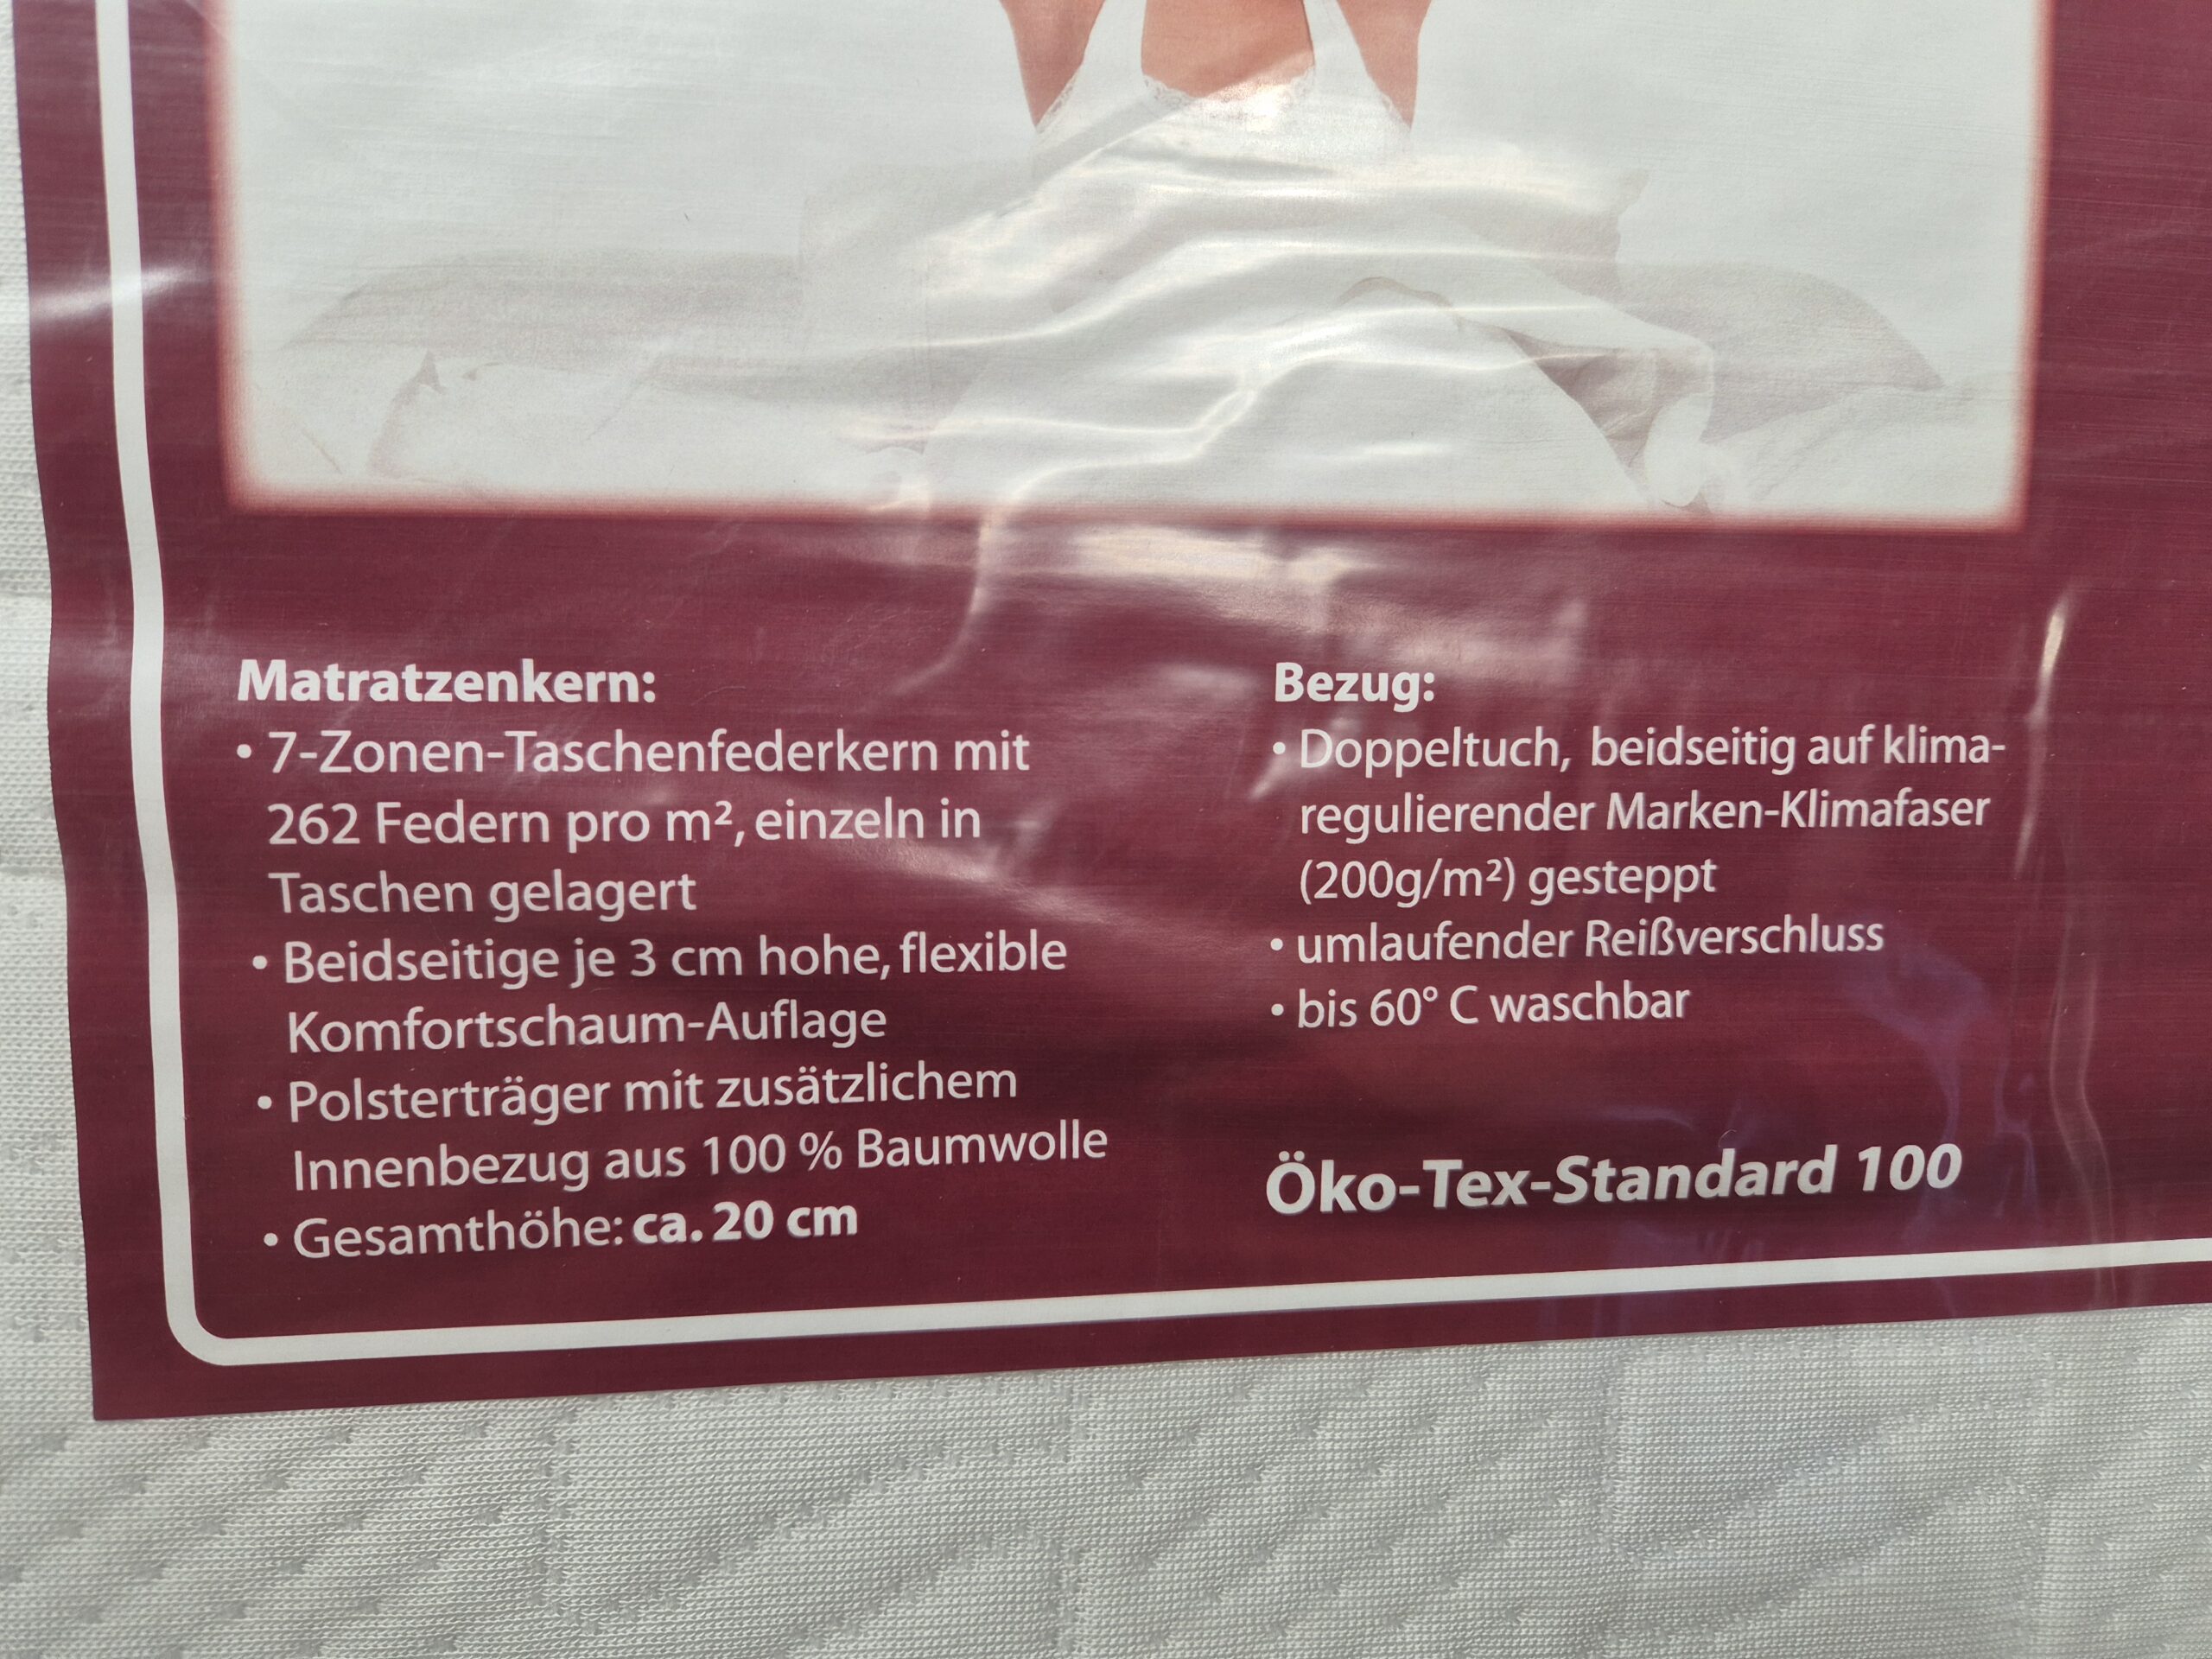 Matratzenkern:
• 7-Zonen-Taschenfederkern mit
262 Federn pro m², einzeln in
Taschen gelagert
• Beidseitige je 3 cm hohe, flexible
Komfortschaum-Auflage
• Polsterträger mit zusätzlichem
Innenbezug aus 100 % Baumwolle
• Gesamthöhe: ca. 20 cm
Bezug:
• Doppeltuch, beidseitig auf klima-
regulierender Marken-Klimafaser
(200g/m²) gesteppt
• umlaufender Reißverschluss
• bis 60° C waschbar
Öko-Tex-Standard 100